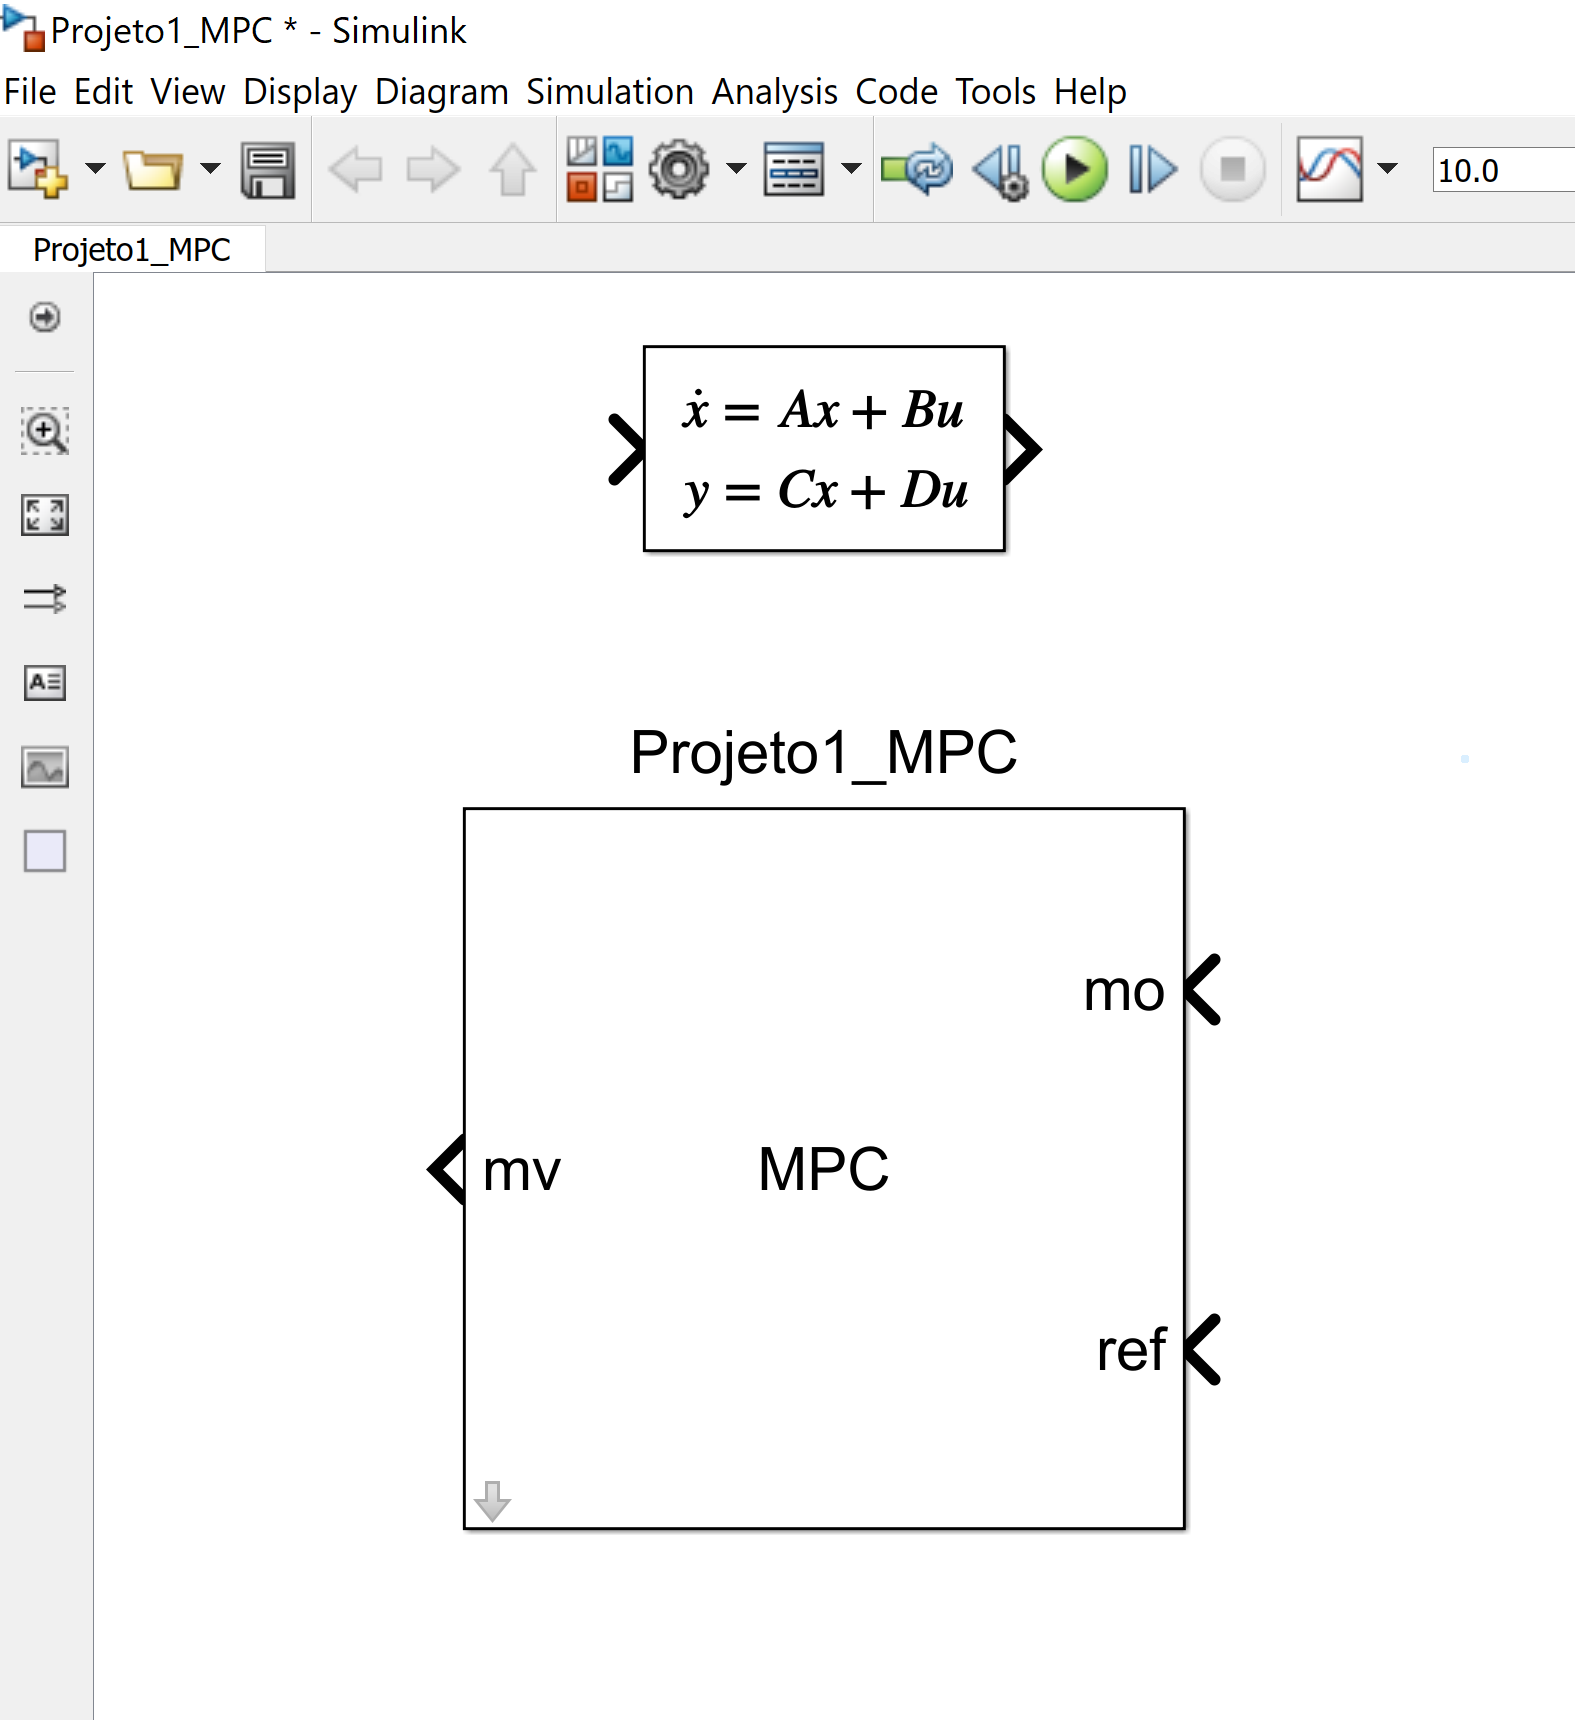 Projeto1_MPC * - Simulink
File Edit View Display Diagram Simulation Analysis Code Tools Help
10.0
Projeto1_MPC
ẋ = Ax + Bu
y = Cx + Du
Projeto1_MPC
mo
mv MPC
ref